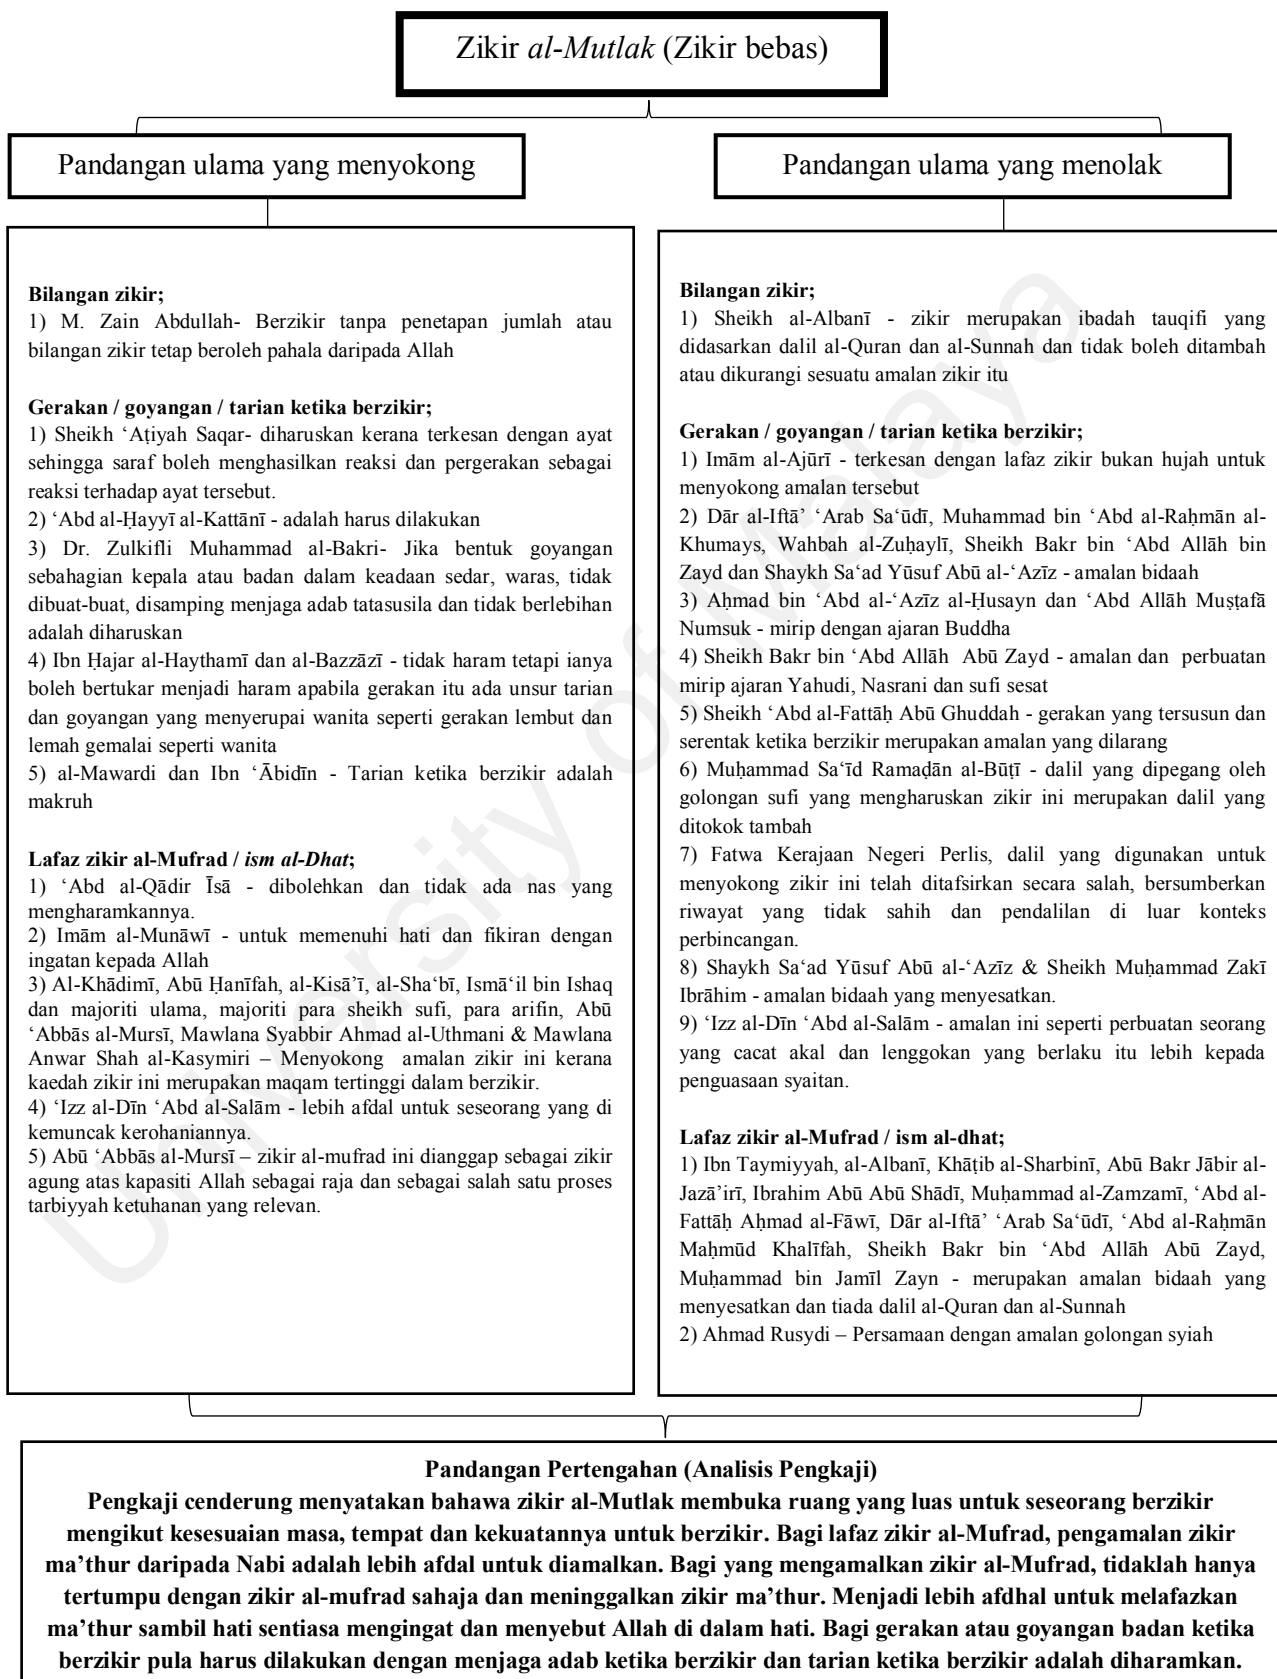 Zikir al-Mutlak (Zikir bebas)
Pandangan ulama yang menyokong
Bilangan zikir;
1) M. Zain Abdullah- Berzikir tanpa penetapan jumlah atau
bilangan zikir tetap beroleh pahala daripada Allah
Gerakan / goyangan / tarian ketika berzikir;
1) Sheikh ‘Aṭiyah Saqar- diharuskan kerana terkesan dengan ayat
sehingga saraf boleh menghasilkan reaksi dan pergerakan sebagai
reaksi terhadap ayat tersebut.
2) ‘Abd al-Ḥayyī al-Kattānī - adalah harus dilakukan
3) Dr. Zulkifli Muhammad al-Bakri- Jika bentuk goyangan
sebahagian kepala atau badan dalam keadaan sedar, waras, tidak
dibuat-buat, disamping menjaga adab tatasusila dan tidak berlebihan
adalah diharuskan
4) Ibn Ḥajar al-Haythamī dan al-Bazzāzī - tidak haram tetapi ianya
boleh bertukar menjadi haram apabila gerakan itu ada unsur tarian
dan goyangan yang menyerupai wanita seperti gerakan lembut dan
lemah gemalai seperti wanita
5) al-Mawardi dan Ibn ‘Ābidīn - Tarian ketika berzikir adalah
makruh
Lafaz zikir al-Mufrad / ism al-Dhat;
1) ‘Abd al-Qādir Īsā - dibolehkan dan tidak ada nas yang
mengharamkannya.
2) Imām al-Munāwī - untuk memenuhi hati dan fikiran dengan
ingatan kepada Allah
3) Al-Khādimī, Abū Ḥanīfah, al-Kisā’ī, al-Sha‘bī, Ismā‘il bin Ishaq
dan majoriti ulama, majoriti para sheikh sufi, para arifin, Abū
‘Abbās al-Mursī, Mawlana Syabbir Ahmad al-Uthmani & Mawlana
Anwar Shah al-Kasymiri – Menyokong amalan zikir ini kerana
kaedah zikir ini merupakan maqam tertinggi dalam berzikir.
4) ‘Izz al-Dīn ‘Abd al-Salām - lebih afdal untuk seseorang yang di
kemuncak kerohaniannya.
5) Abū ‘Abbās al-Mursī – zikir al-mufrad ini dianggap sebagai zikir
agung atas kapasiti Allah sebagai raja dan sebagai salah satu proses
tarbiyyah ketuhanan yang relevan.
Pandangan ulama yang menolak
Bilangan zikir;
1) Sheikh al-Albanī - zikir merupakan ibadah tauqifi yang
didasarkan dalil al-Quran dan al-Sunnah dan tidak boleh ditambah
atau dikurangi sesuatu amalan zikir itu
Gerakan / goyangan / tarian ketika berzikir;
1) Imām al-Ajūrī - terkesan dengan lafaz zikir bukan hujah untuk
menyokong amalan tersebut
2) Dār al-Iftā’ ‘Arab Sa‘ūdī, Muhammad bin ‘Abd al-Raḥmān al-
Khumays, Wahbah al-Zuḥaylī, Sheikh Bakr bin ‘Abd Allāh bin
Zayd dan Shaykh Sa‘ad Yūsuf Abū al-‘Azīz - amalan bidaah
3) Aḥmad bin ‘Abd al-‘Azīz al-Ḥusayn dan ‘Abd Allāh Muṣṭafā
Numsuk - mirip dengan ajaran Buddha
4) Sheikh Bakr bin ‘Abd Allāh Abū Zayd - amalan dan perbuatan
mirip ajaran Yahudi, Nasrani dan sufi sesat
5) Sheikh ‘Abd al-Fattāḥ Abū Ghuddah - gerakan yang tersusun dan
serentak ketika berzikir merupakan amalan yang dilarang
6) Muḥammad Sa‘īd Ramaḍān al-Būṭī - dalil yang dipegang oleh
golongan sufi yang mengharuskan zikir ini merupakan dalil yang
ditokok tambah
7) Fatwa Kerajaan Negeri Perlis, dalil yang digunakan untuk
menyokong zikir ini telah ditafsirkan secara salah, bersumberkan
riwayat yang tidak sahih dan pendalilan di luar konteks
perbincangan.
8) Shaykh Sa‘ad Yūsuf Abū al-‘Azīz & Sheikh Muḥammad Zakī
Ibrāhim - amalan bidaah yang menyesatkan.
9) ‘Izz al-Dīn ‘Abd al-Salām - amalan ini seperti perbuatan seorang
yang cacat akal dan lenggokan yang berlaku itu lebih kepada
penguasaan syaitan.
Lafaz zikir al-Mufrad / ism al-dhat;
1) Ibn Taymiyyah, al-Albanī, Khāṭib al-Sharbinī, Abū Bakr Jābir al-
Jazā’irī, Ibrahim Abū Abū Shādī, Muḥammad al-Zamzamī, ‘Abd al-
Fattāḥ Aḥmad al-Fāwī, Dār al-Iftā’ ‘Arab Sa‘ūdī, ‘Abd al-Raḥmān
Maḥmūd Khalīfah, Sheikh Bakr bin ‘Abd Allāh Abū Zayd,
Muḥammad bin Jamīl Zayn - merupakan amalan bidaah yang
menyesatkan dan tiada dalil al-Quran dan al-Sunnah
2) Ahmad Rusydi – Persamaan dengan amalan golongan syiah
Pandangan Pertengahan (Analisis Pengkaji)
Pengkaji cenderung menyatakan bahawa zikir al-Mutlak membuka ruang yang luas untuk seseorang berzikir
mengikut kesesuaian masa, tempat dan kekuatannya untuk berzikir. Bagi lafaz zikir al-Mufrad, pengamalan zikir
ma’thur daripada Nabi adalah lebih afdal untuk diamalkan. Bagi yang mengamalkan zikir al-Mufrad, tidaklah hanya
tertumpu dengan zikir al-mufrad sahaja dan meninggalkan zikir ma’thur. Menjadi lebih afdhal untuk melafazkan
ma’thur sambil hati sentiasa mengingat dan menyebut Allah di dalam hati. Bagi gerakan atau goyangan badan ketika
berzikir pula harus dilakukan dengan menjaga adab ketika berzikir dan tarian ketika berzikir adalah diharamkan.
University of Malaya